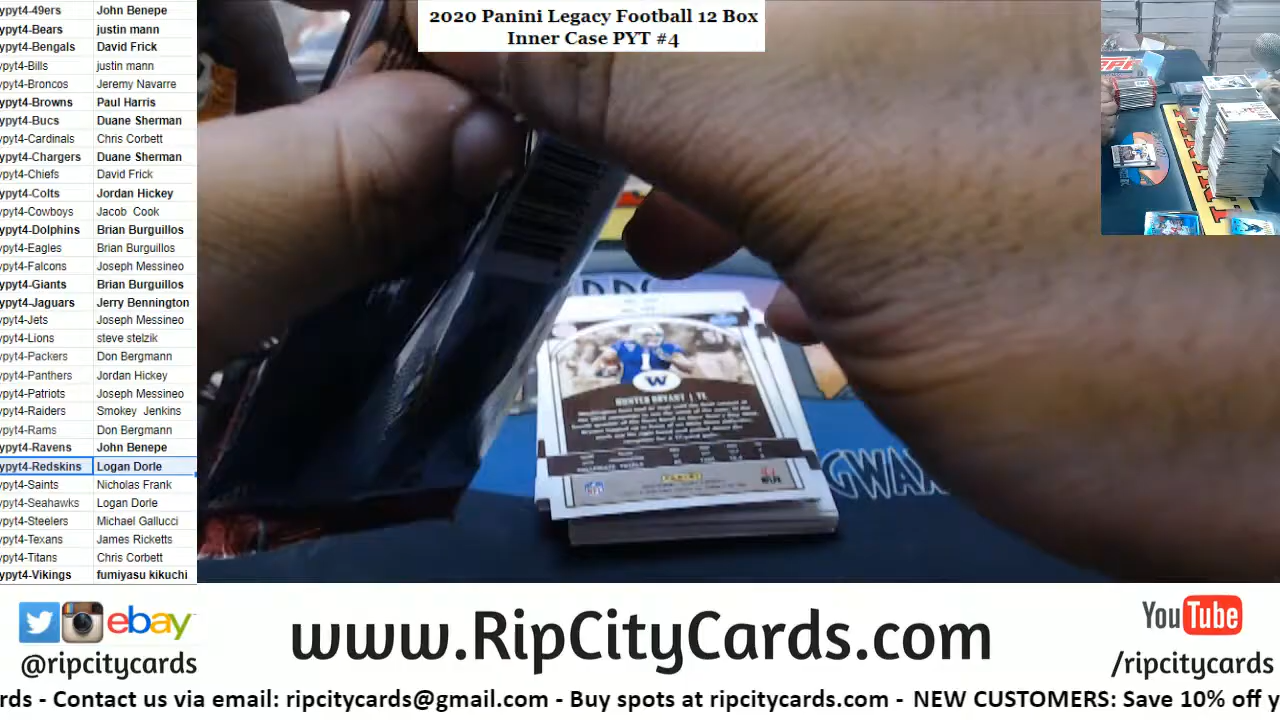 2020 Panini Legacy Football 12 Box
Inner Case PYT #4
ypyt4-49ers John Benepe
ypyt4-Bears justin mann
ypyt4-Bengals David Frick
ypyt4-Bills justin mann
ypyt4-Broncos Jeremy Navarre
ypyt4-Browns Paul Harris
ypyt4-Bucs Duane Sherman
ypyt4-Cardinals Chris Corbett
ypyt4-Chargers Duane Sherman
ypyt4-Chiefs David Frick
ypyt4-Colts Jordan Hickey
ypyt4-Cowboys Jacob Cook
ypyt4-Dolphins Brian Burguillos
ypyt4-Eagles Brian Burguillos
ypyt4-Falcons Joseph Messineo
ypyt4-Giants Brian Burguillos
ypyt4-Jaguars Jerry Bennington
ypyt4-Jets Joseph Messineo
ypyt4-Lions steve stelzik
ypyt4-Packers Don Bergmann
ypyt4-Panthers Jordan Hickey
ypyt4-Patriots Joseph Messineo
ypyt4-Raiders Smokey Jenkins
ypyt4-Rams Don Bergmann
ypyt4-Ravens John Benepe
ypyt4-Redskins Logan Dorle
ypyt4-Saints Nicholas Frank
ypyt4-Seahawks Logan Dorle
ypyt4-Steelers Michael Gallucci
ypyt4-Texans James Ricketts
ypyt4-Titans Chris Corbett
ypyt4-Vikings fumiyasu kikuchi
W
HUNTER BRYANT | TE
PANINI
NFL
GWAX
ebay
@ripcitycards
www.RipCityCards.com
YouTube
/ripcitycards
rds - Contact us via email: ripcitycards@gmail.com - Buy spots at ripcitycards.com - NEW CUSTOMERS: Save 10% off y